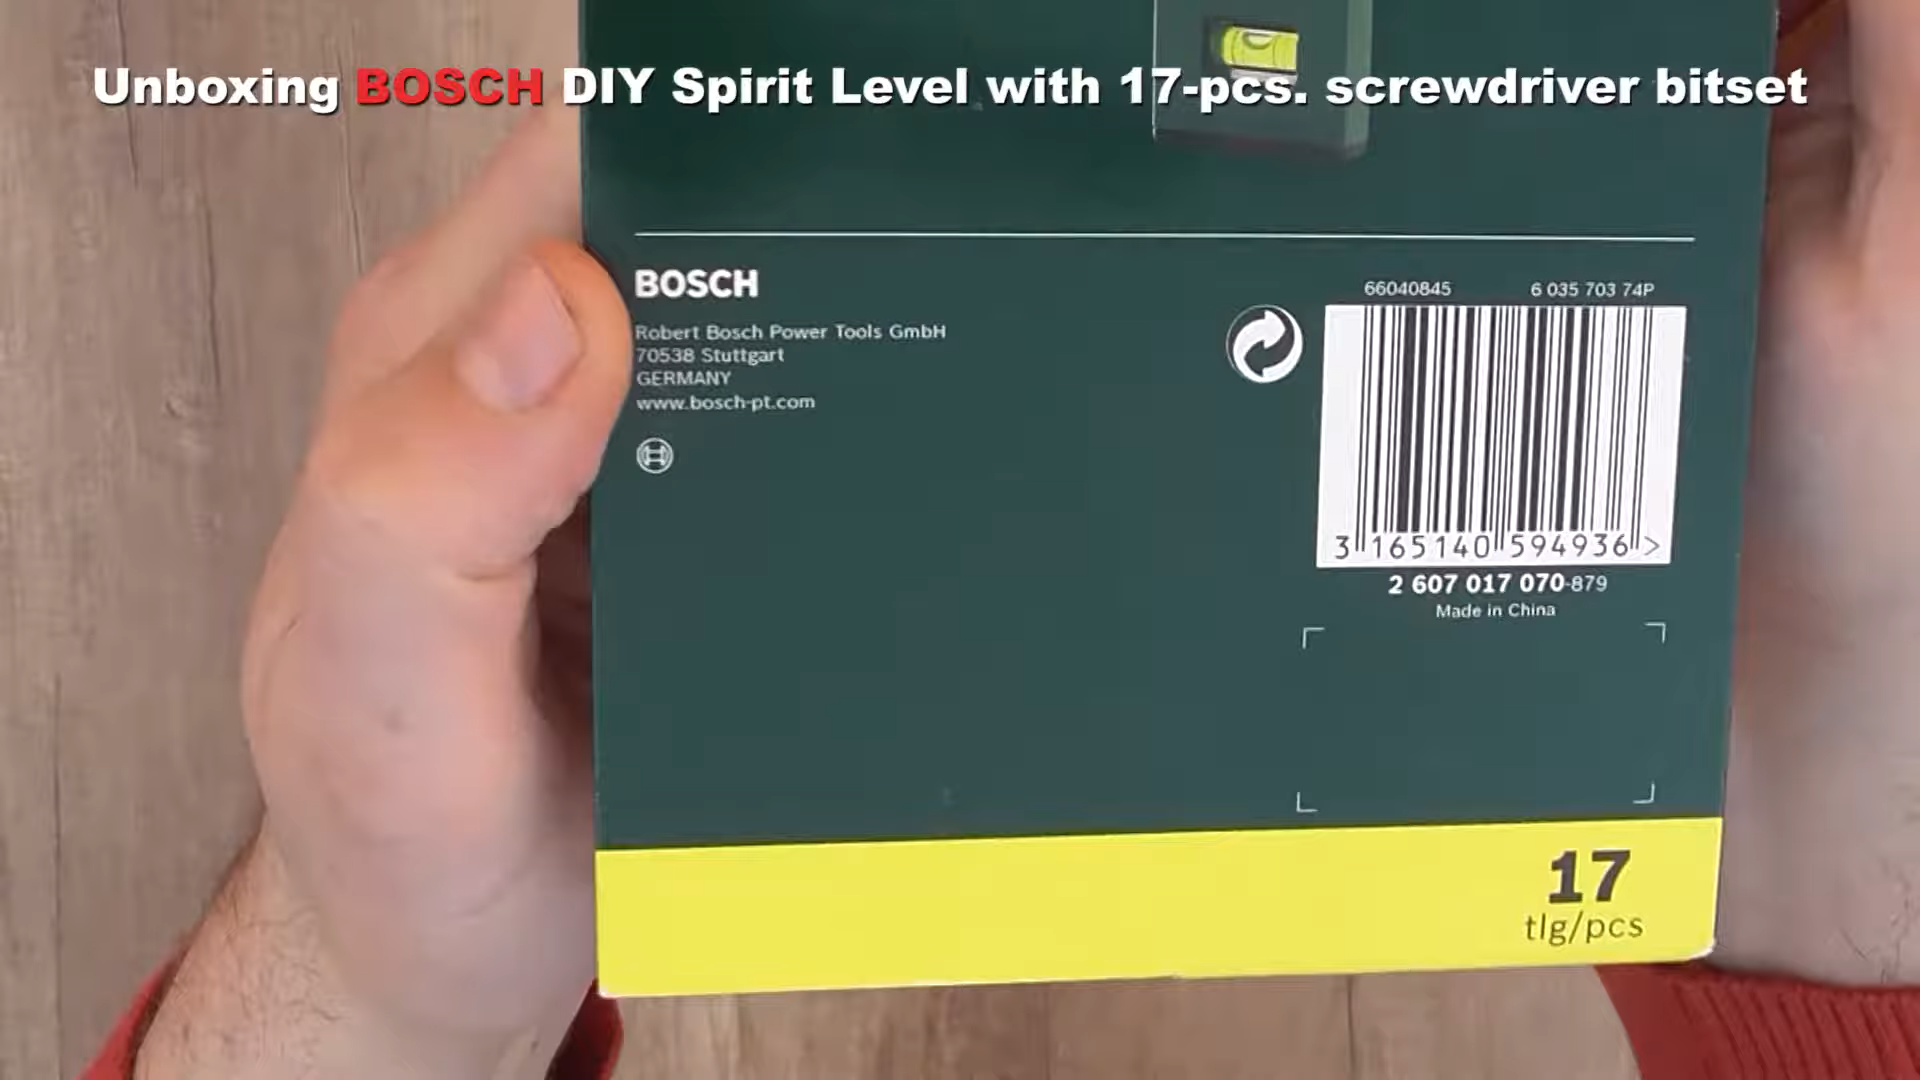 Unboxing BOSCH DIY Spirit Level with 17-pcs. screwdriver bitset
BOSCH
Robert Bosch Power Tools GmbH
70538 Stuttgart
GERMANY
www.bosch-pt.com
66040845 6 035 703 74P
3 165140 594936 >
2 607 017 070-879
Made in China
17
tlg/pcs